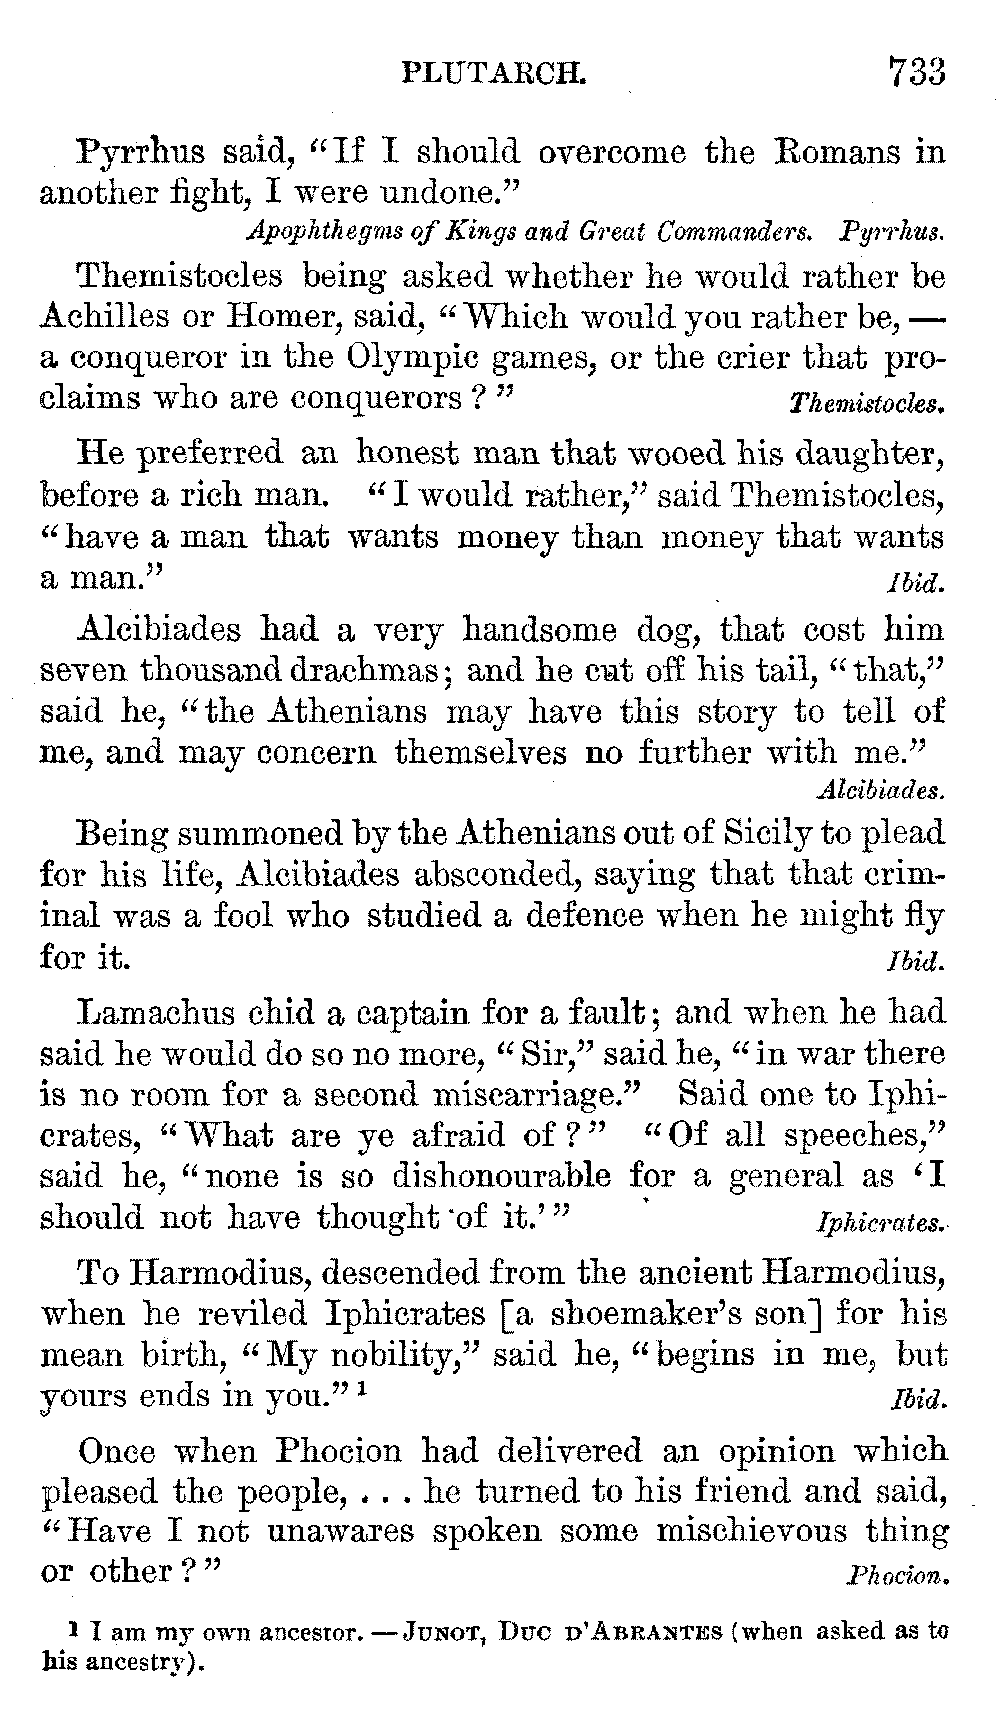 PLUTARCH. 733
Pyrrhus said, “If I should overcome the Romans in
another fight, I were undone.”
Apophthegms of Kings and Great Commanders. Pyrrhus.
Themistocles being asked whether he would rather be
Achilles or Homer, said, “Which would you rather be, —
a conqueror in the Olympic games, or the crier that pro-
claims who are conquerors?” Themistocles.
He preferred an honest man that wooed his daughter,
before a rich man. “I would rather,” said Themistocles,
“have a man that wants money than money that wants
a man.” Ibid.
Alcibiades had a very handsome dog, that cost him
seven thousand drachmas; and he cut off his tail, “that,”
said he, “the Athenians may have this story to tell of
me, and may concern themselves no further with me.”
Alcibiades.
Being summoned by the Athenians out of Sicily to plead
for his life, Alcibiades absconded, saying that that crim-
inal was a fool who studied a defence when he might fly
for it. Ibid.
Lamachus chid a captain for a fault; and when he had
said he would do so no more, “Sir,” said he, “in war there
is no room for a second miscarriage.” Said one to Iphi-
crates, “What are ye afraid of?” “Of all speeches,”
said he, “none is so dishonourable for a general as ‘I
should not have thought of it.’” Iphicrates.
To Harmodius, descended from the ancient Harmodius,
when he reviled Iphicrates [a shoemaker’s son] for his
mean birth, “My nobility,” said he, “begins in me, but
yours ends in you.” 1 Ibid.
Once when Phocion had delivered an opinion which
pleased the people, . . . he turned to his friend and said,
“Have I not unawares spoken some mischievous thing
or other?” Phocion.
1 I am my own ancestor. — JUNOT, DUC D’ABRANTES (when asked as to
his ancestry).